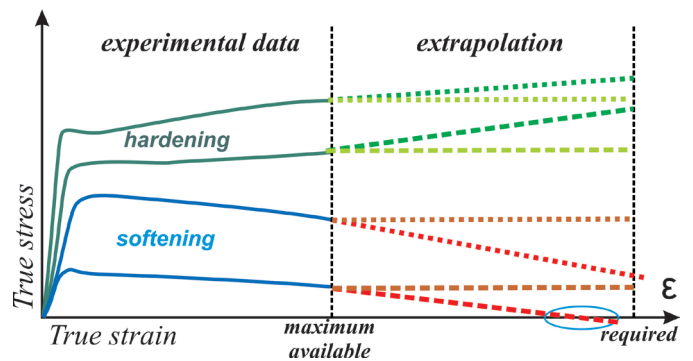 experimental data
extrapolation
hardening
softening
True stress
True strain
maximum
available
required
ε